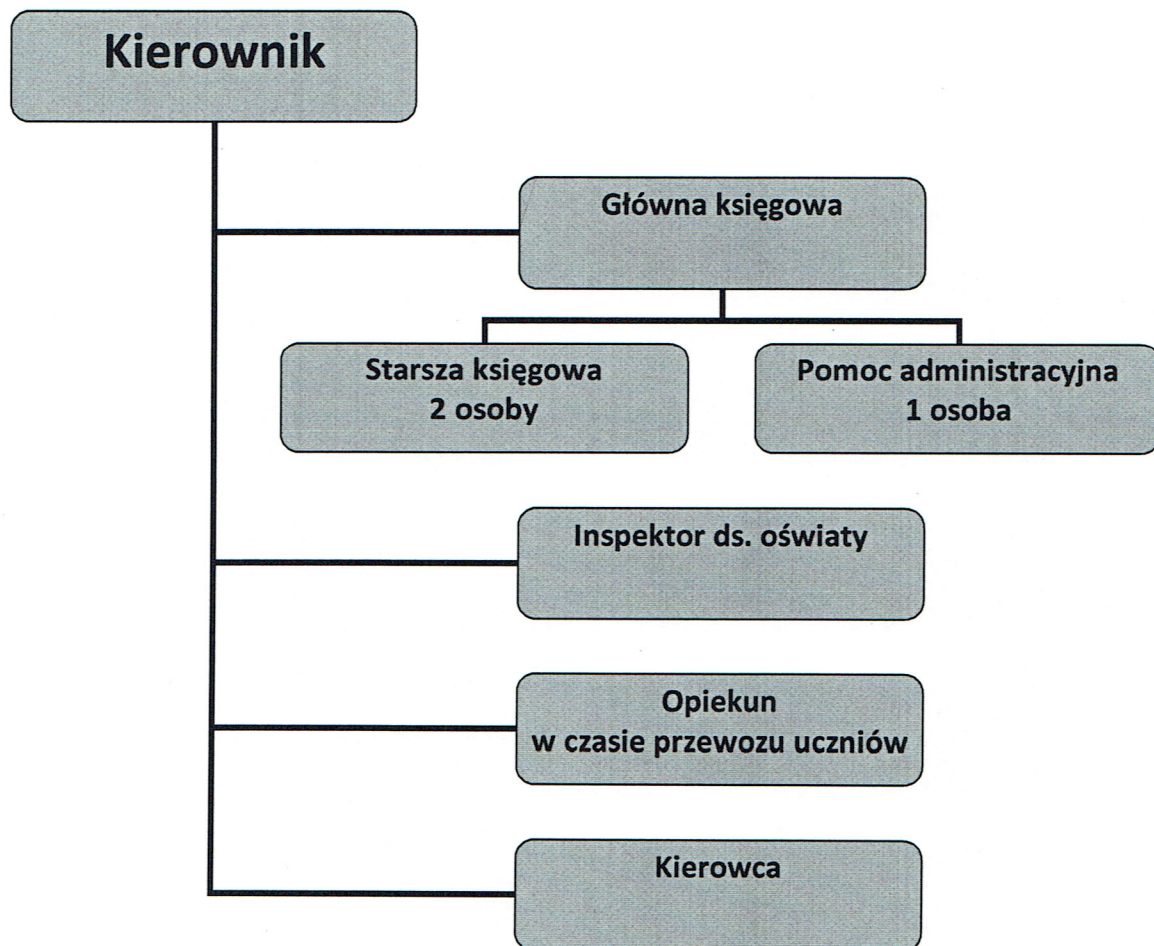 Kierownik
Główna księgowa
Starsza księgowa
2 osoby
Pomoc administracyjna
1 osoba
Inspektor ds. oświaty
Opiekun
w czasie przewozu uczniów
Kierowca